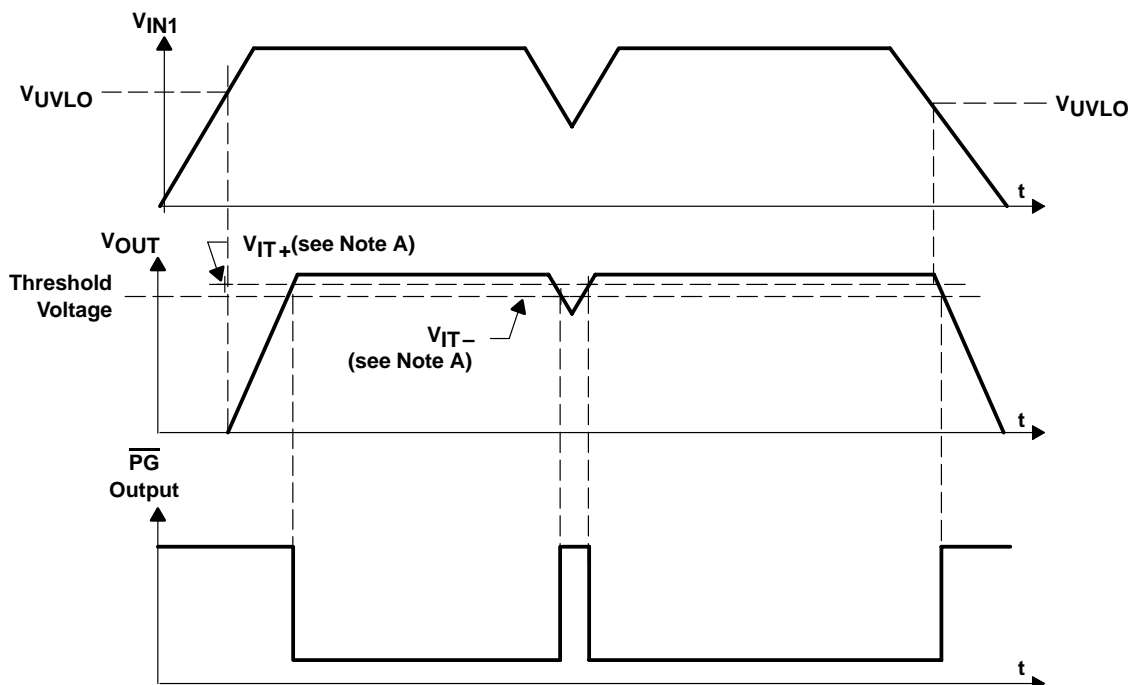 VIN1
VUVLO
VUVLO
t
VOUT
VIT+(see Note A)
Threshold
Voltage
VIT−
(see Note A)
t
PG
Output
t